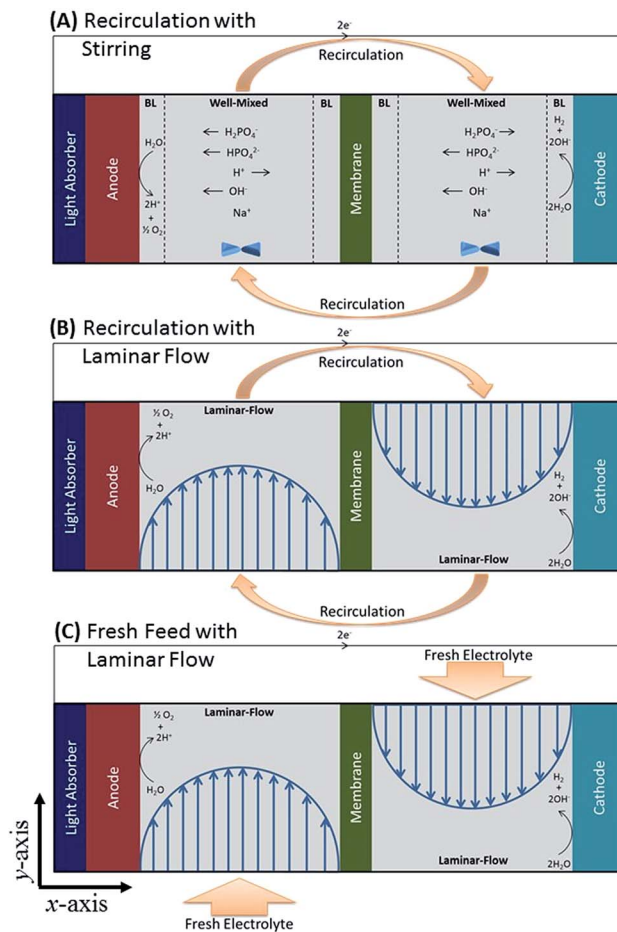 (A) Recirculation with
Stirring
2e⁻
Recirculation
BL
Well-Mixed
BL
BL
Well-Mixed
BL
Light Absorber
Anode
H₂O
2H⁺
+
½ O₂
H₂PO₄⁻
HPO₄²⁻
H⁺
OH⁻
Na⁺
Membrane
H₂PO₄⁻
HPO₄²⁻
H⁺
OH⁻
Na⁺
H₂
+
2OH⁻
2H₂O
Cathode
Recirculation
(B) Recirculation with
Laminar Flow
2e⁻
Recirculation
Light Absorber
Anode
½ O₂
+
2H⁺
H₂O
Laminar-Flow
Membrane
H₂
+
2OH⁻
2H₂O
Laminar-Flow
Cathode
Recirculation
(C) Fresh Feed with
Laminar Flow
2e⁻
Fresh Electrolyte
Light Absorber
Anode
½ O₂
+
2H⁺
H₂O
Laminar-Flow
Membrane
H₂
+
2OH⁻
2H₂O
Laminar-Flow
Cathode
y-axis
x-axis
Fresh Electrolyte